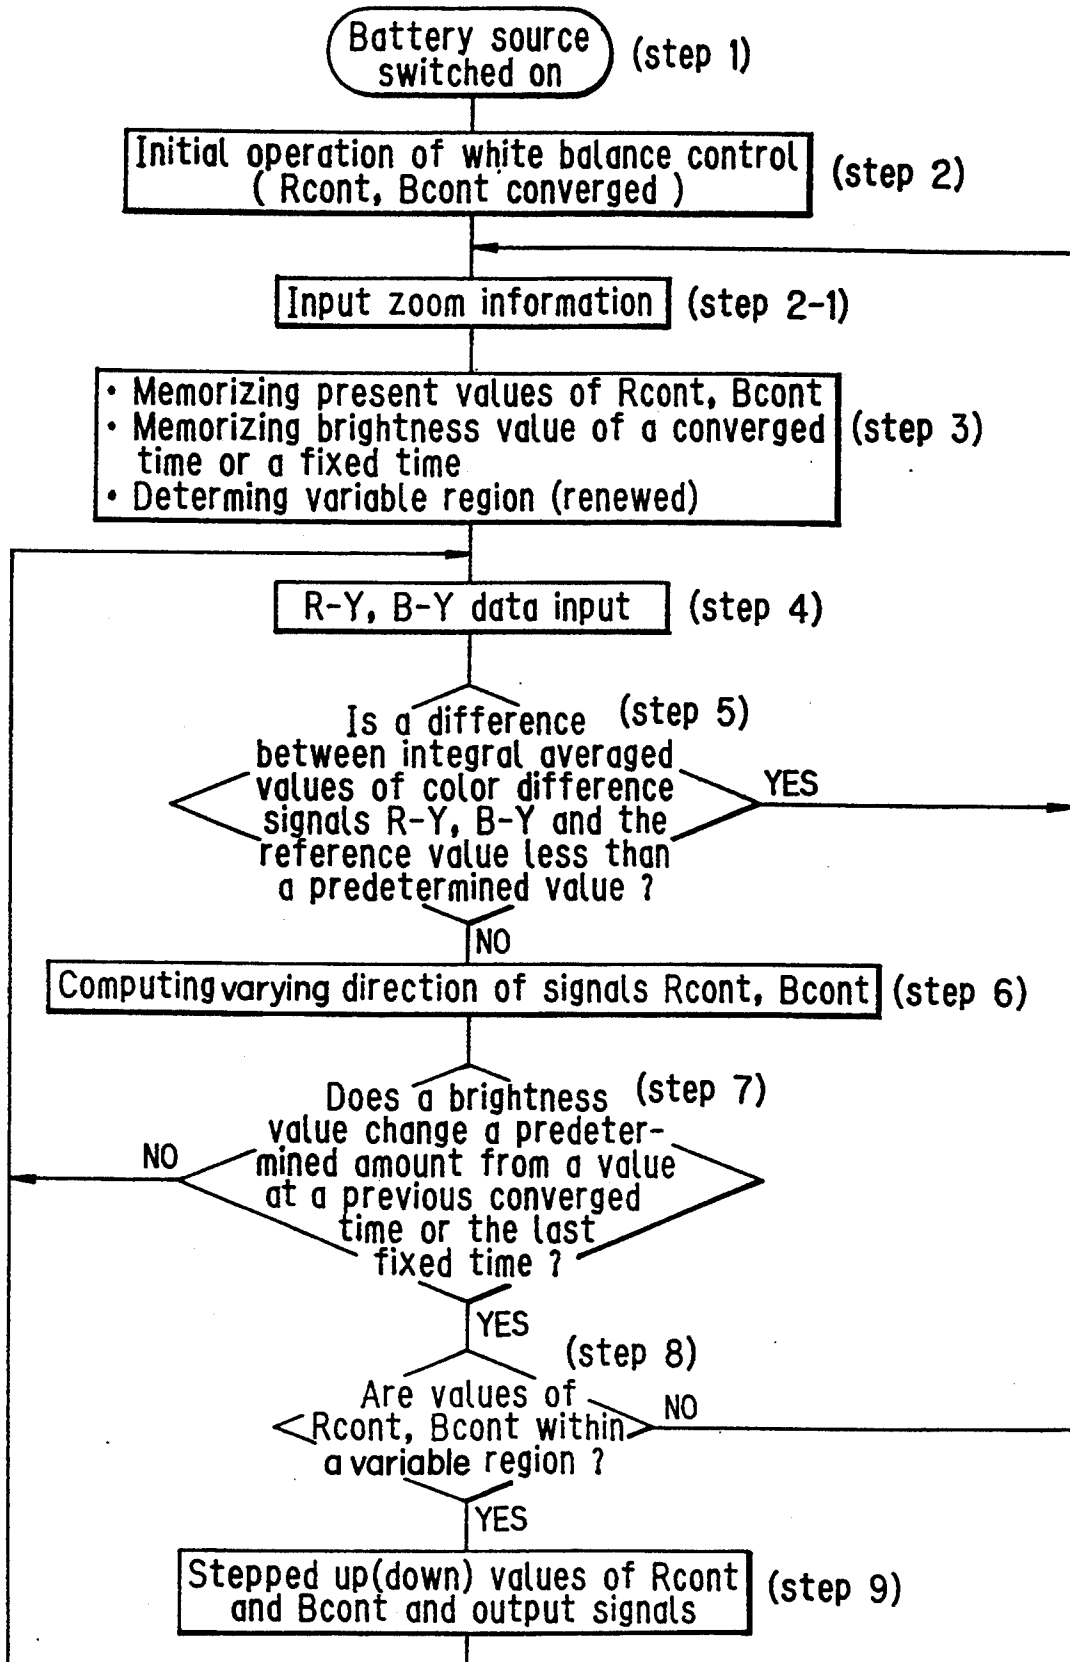 Battery source
switched on
(step 1)
Initial operation of white balance control
( Rcont, Bcont converged )
(step 2)
Input zoom information
(step 2-1)
• Memorizing present values of Rcont, Bcont
• Memorizing brightness value of a converged
time or a fixed time
• Determing variable region (renewed)
(step 3)
R-Y, B-Y data input
(step 4)
Is a difference
between integral averaged
values of color difference
signals R-Y, B-Y and the
reference value less than
a predetermined value ?
(step 5)
YES
NO
Computing varying direction of signals Rcont, Bcont
(step 6)
Does a brightness
value change a predeter-
mined amount from a value
at a previous converged
time or the last
fixed time ?
(step 7)
NO
YES
(step 8)
Are values of
Rcont, Bcont within
a variable region ?
NO
YES
Stepped up(down) values of Rcont
and Bcont and output signals
(step 9)